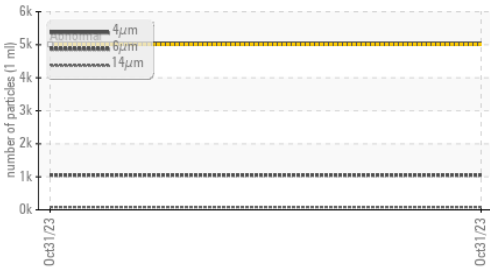 6k
5k
4k
3k
2k
1k
0k
number of particles (1 ml)
Abnormal
4µm
6µm
14µm
Oct31/23
Oct31/23